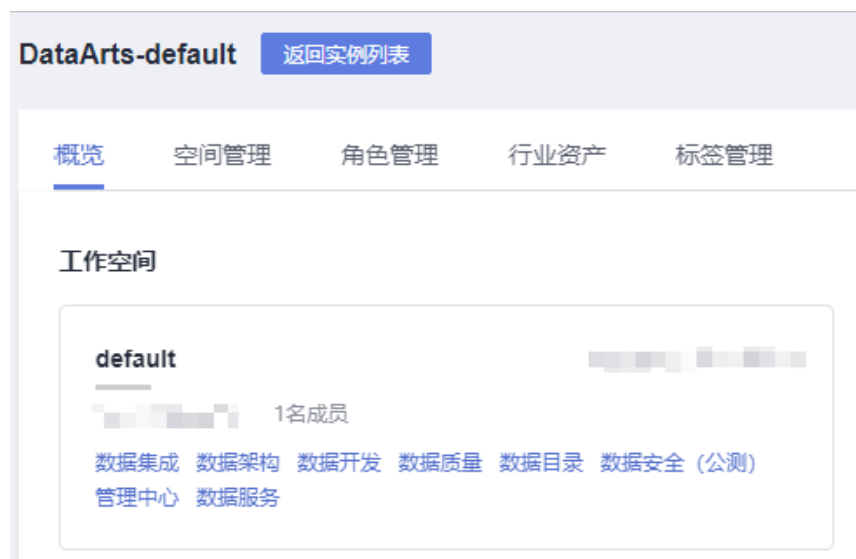 DataArts-default 返回实例列表
概览 空间管理 角色管理 行业资产 标签管理
工作空间
default
1名成员
数据集成 数据架构 数据开发 数据质量 数据目录 数据安全（公测）
管理中心 数据服务